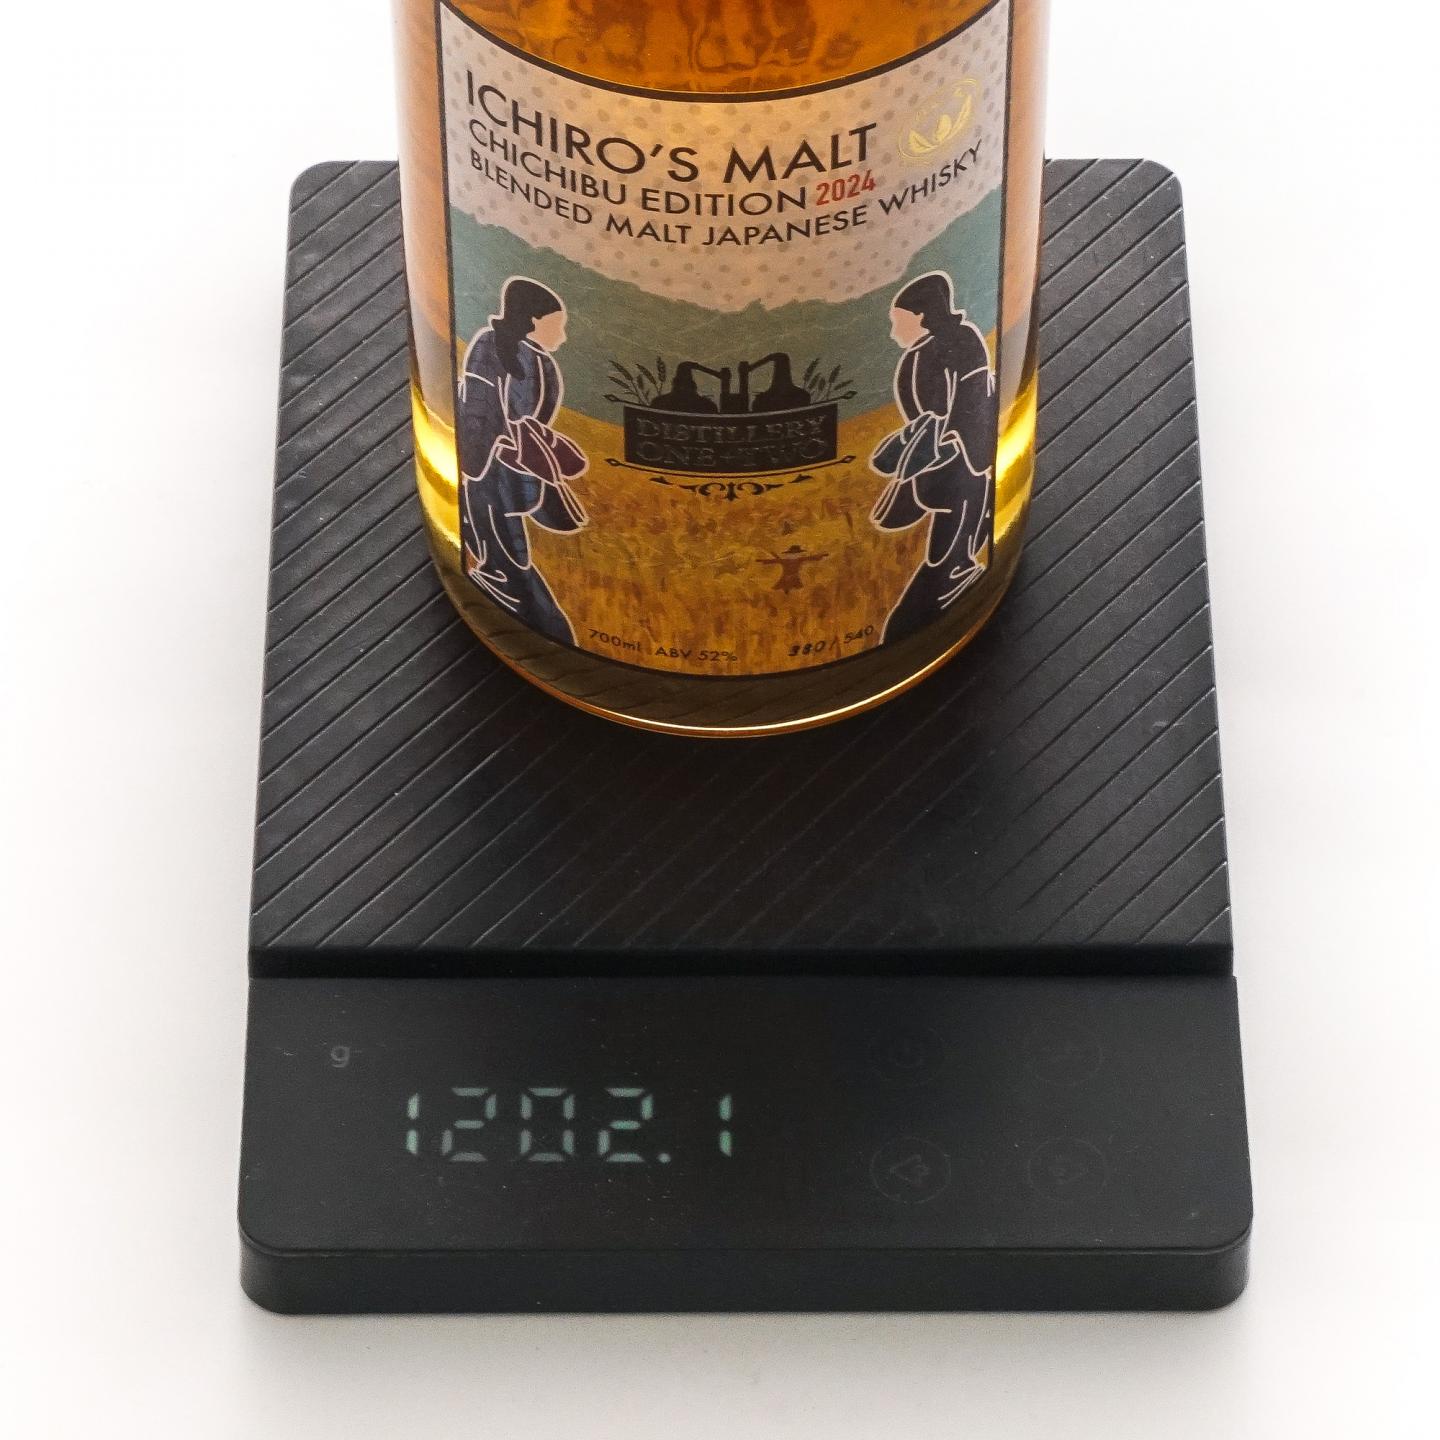 ICHIRO'S MALT
CHICHIBU EDITION 2024
BLENDED MALT JAPANESE WHISKY
DISTILLERY
ONE+TWO
700ml ABV 52% 380/540
g
1202.1